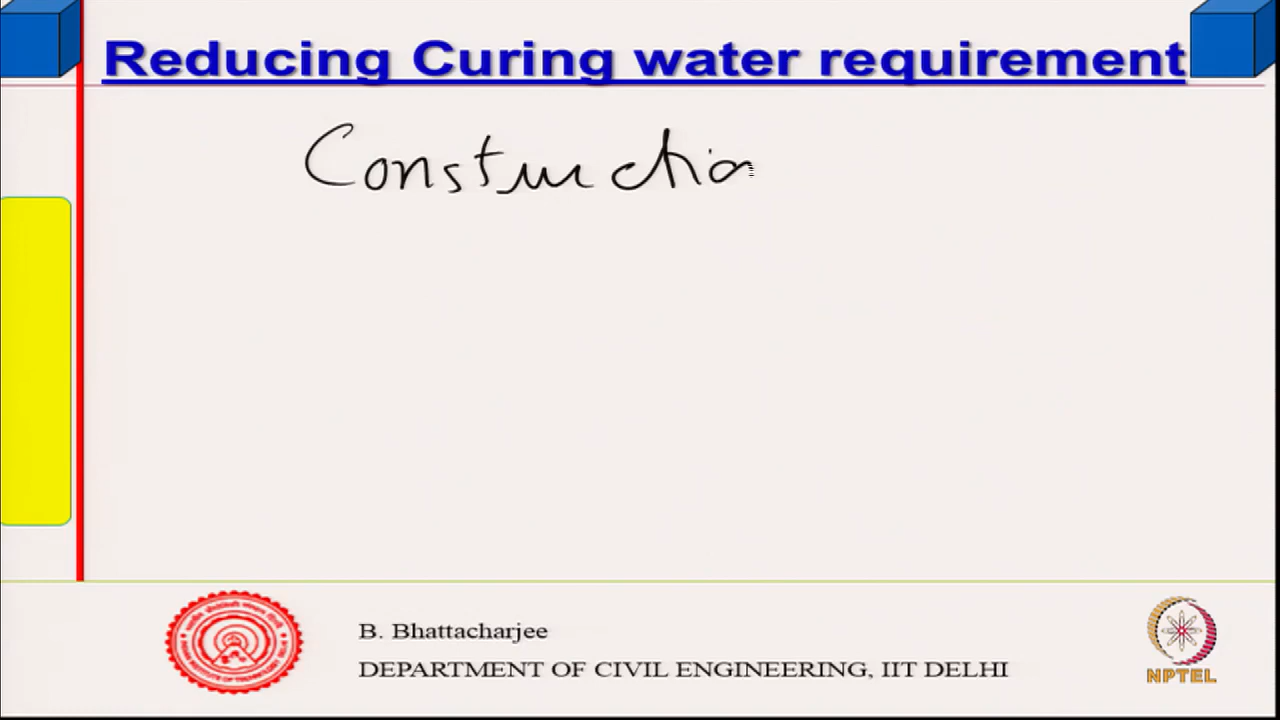 Reducing Curing water requirement
Constructio
B. Bhattacharjee
DEPARTMENT OF CIVIL ENGINEERING, IIT DELHI
NPTEL